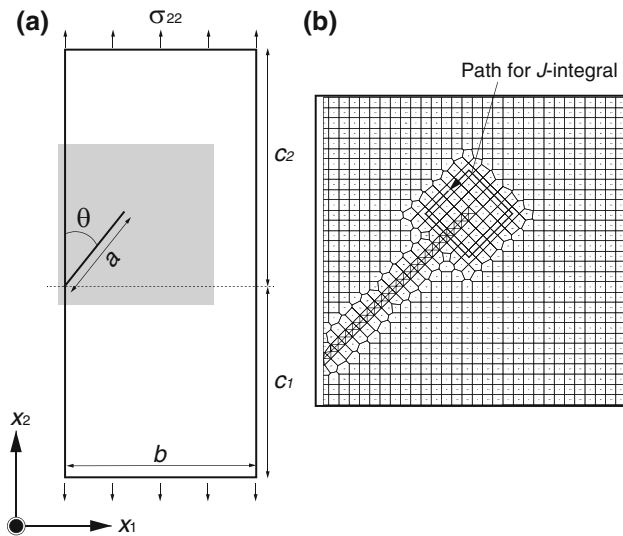 (a)
σ22
(b)
Path for J-integral
c2
θ
a
c1
x2
b
x1